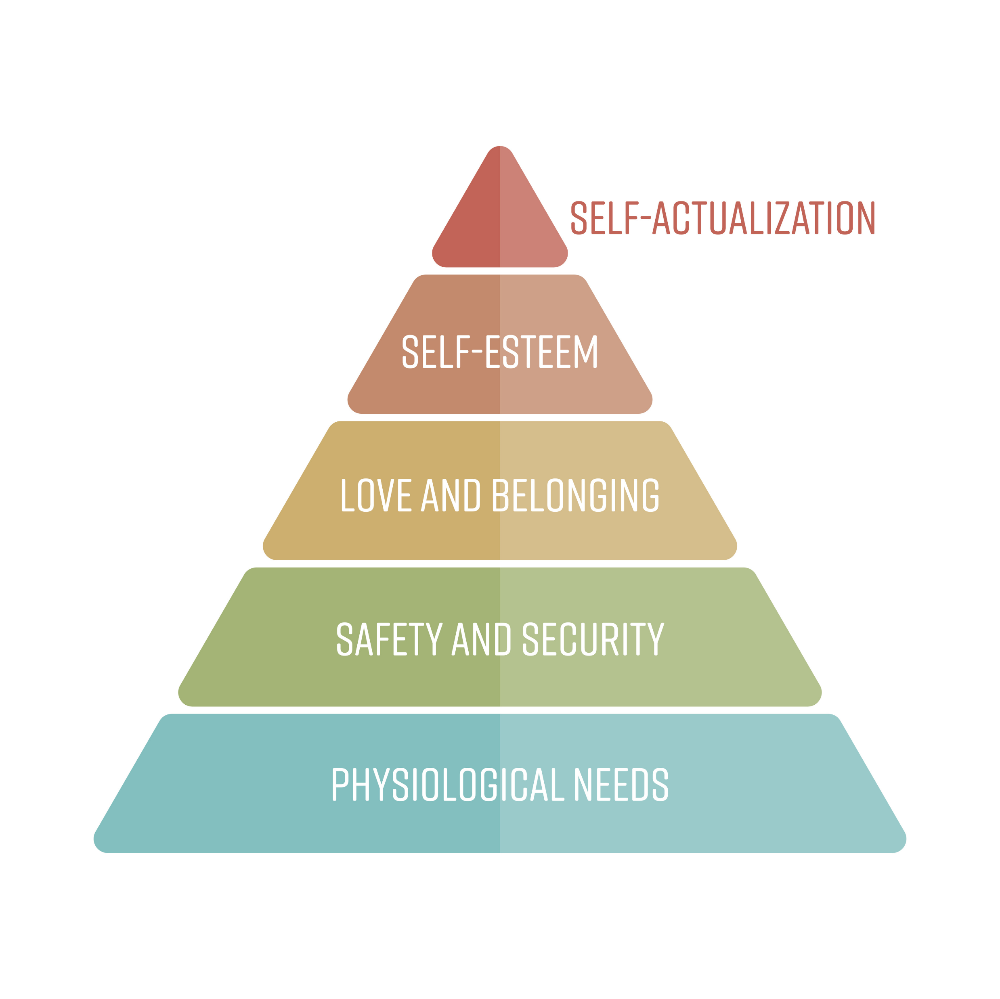 SELF-ACTUALIZATION
SELF-ESTEEM
LOVE AND BELONGING
SAFETY AND SECURITY
PHYSIOLOGICAL NEEDS